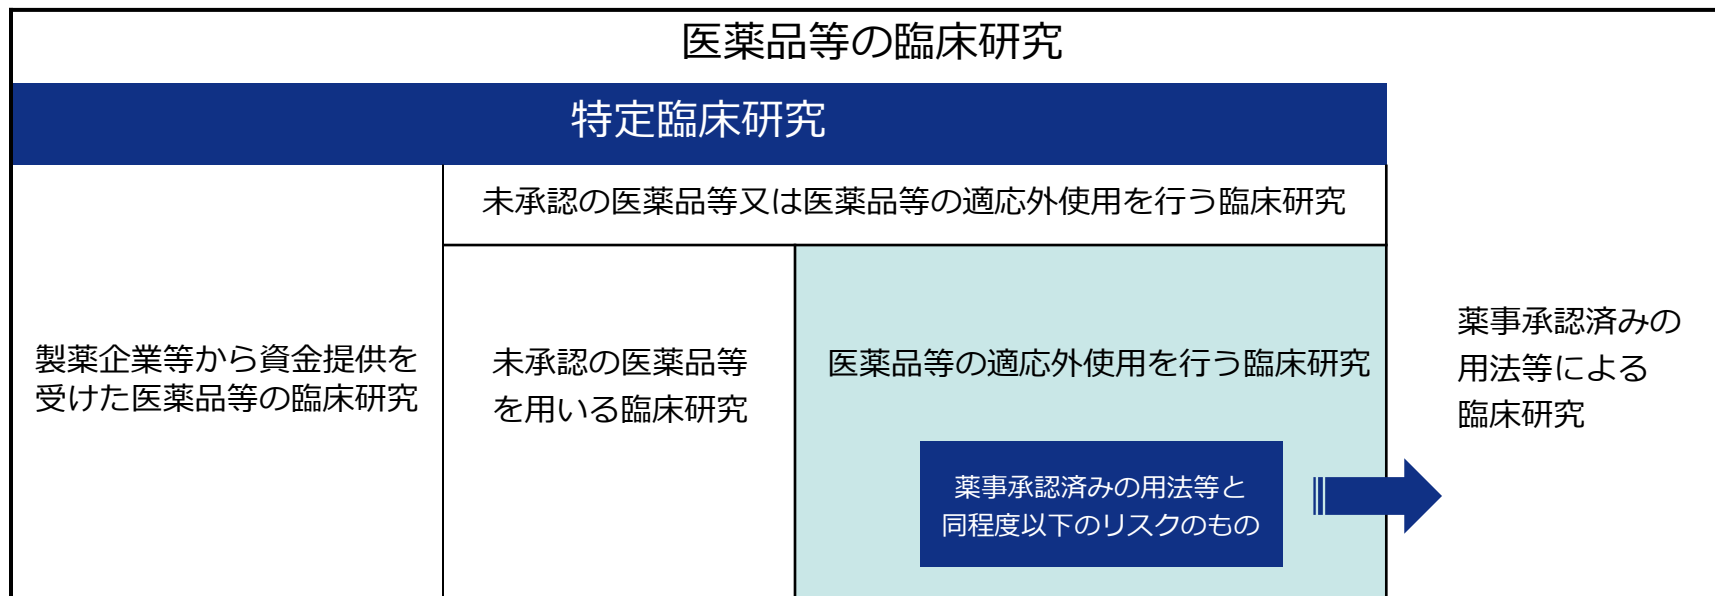 医薬品等の臨床研究
特定臨床研究
未承認の医薬品等又は医薬品等の適応外使用を行う臨床研究
製薬企業等から資金提供を
受けた医薬品等の臨床研究
未承認の医薬品等
を用いる臨床研究
医薬品等の適応外使用を行う臨床研究
薬事承認済みの用法等と
同程度以下のリスクのもの
薬事承認済みの
用法等による
臨床研究